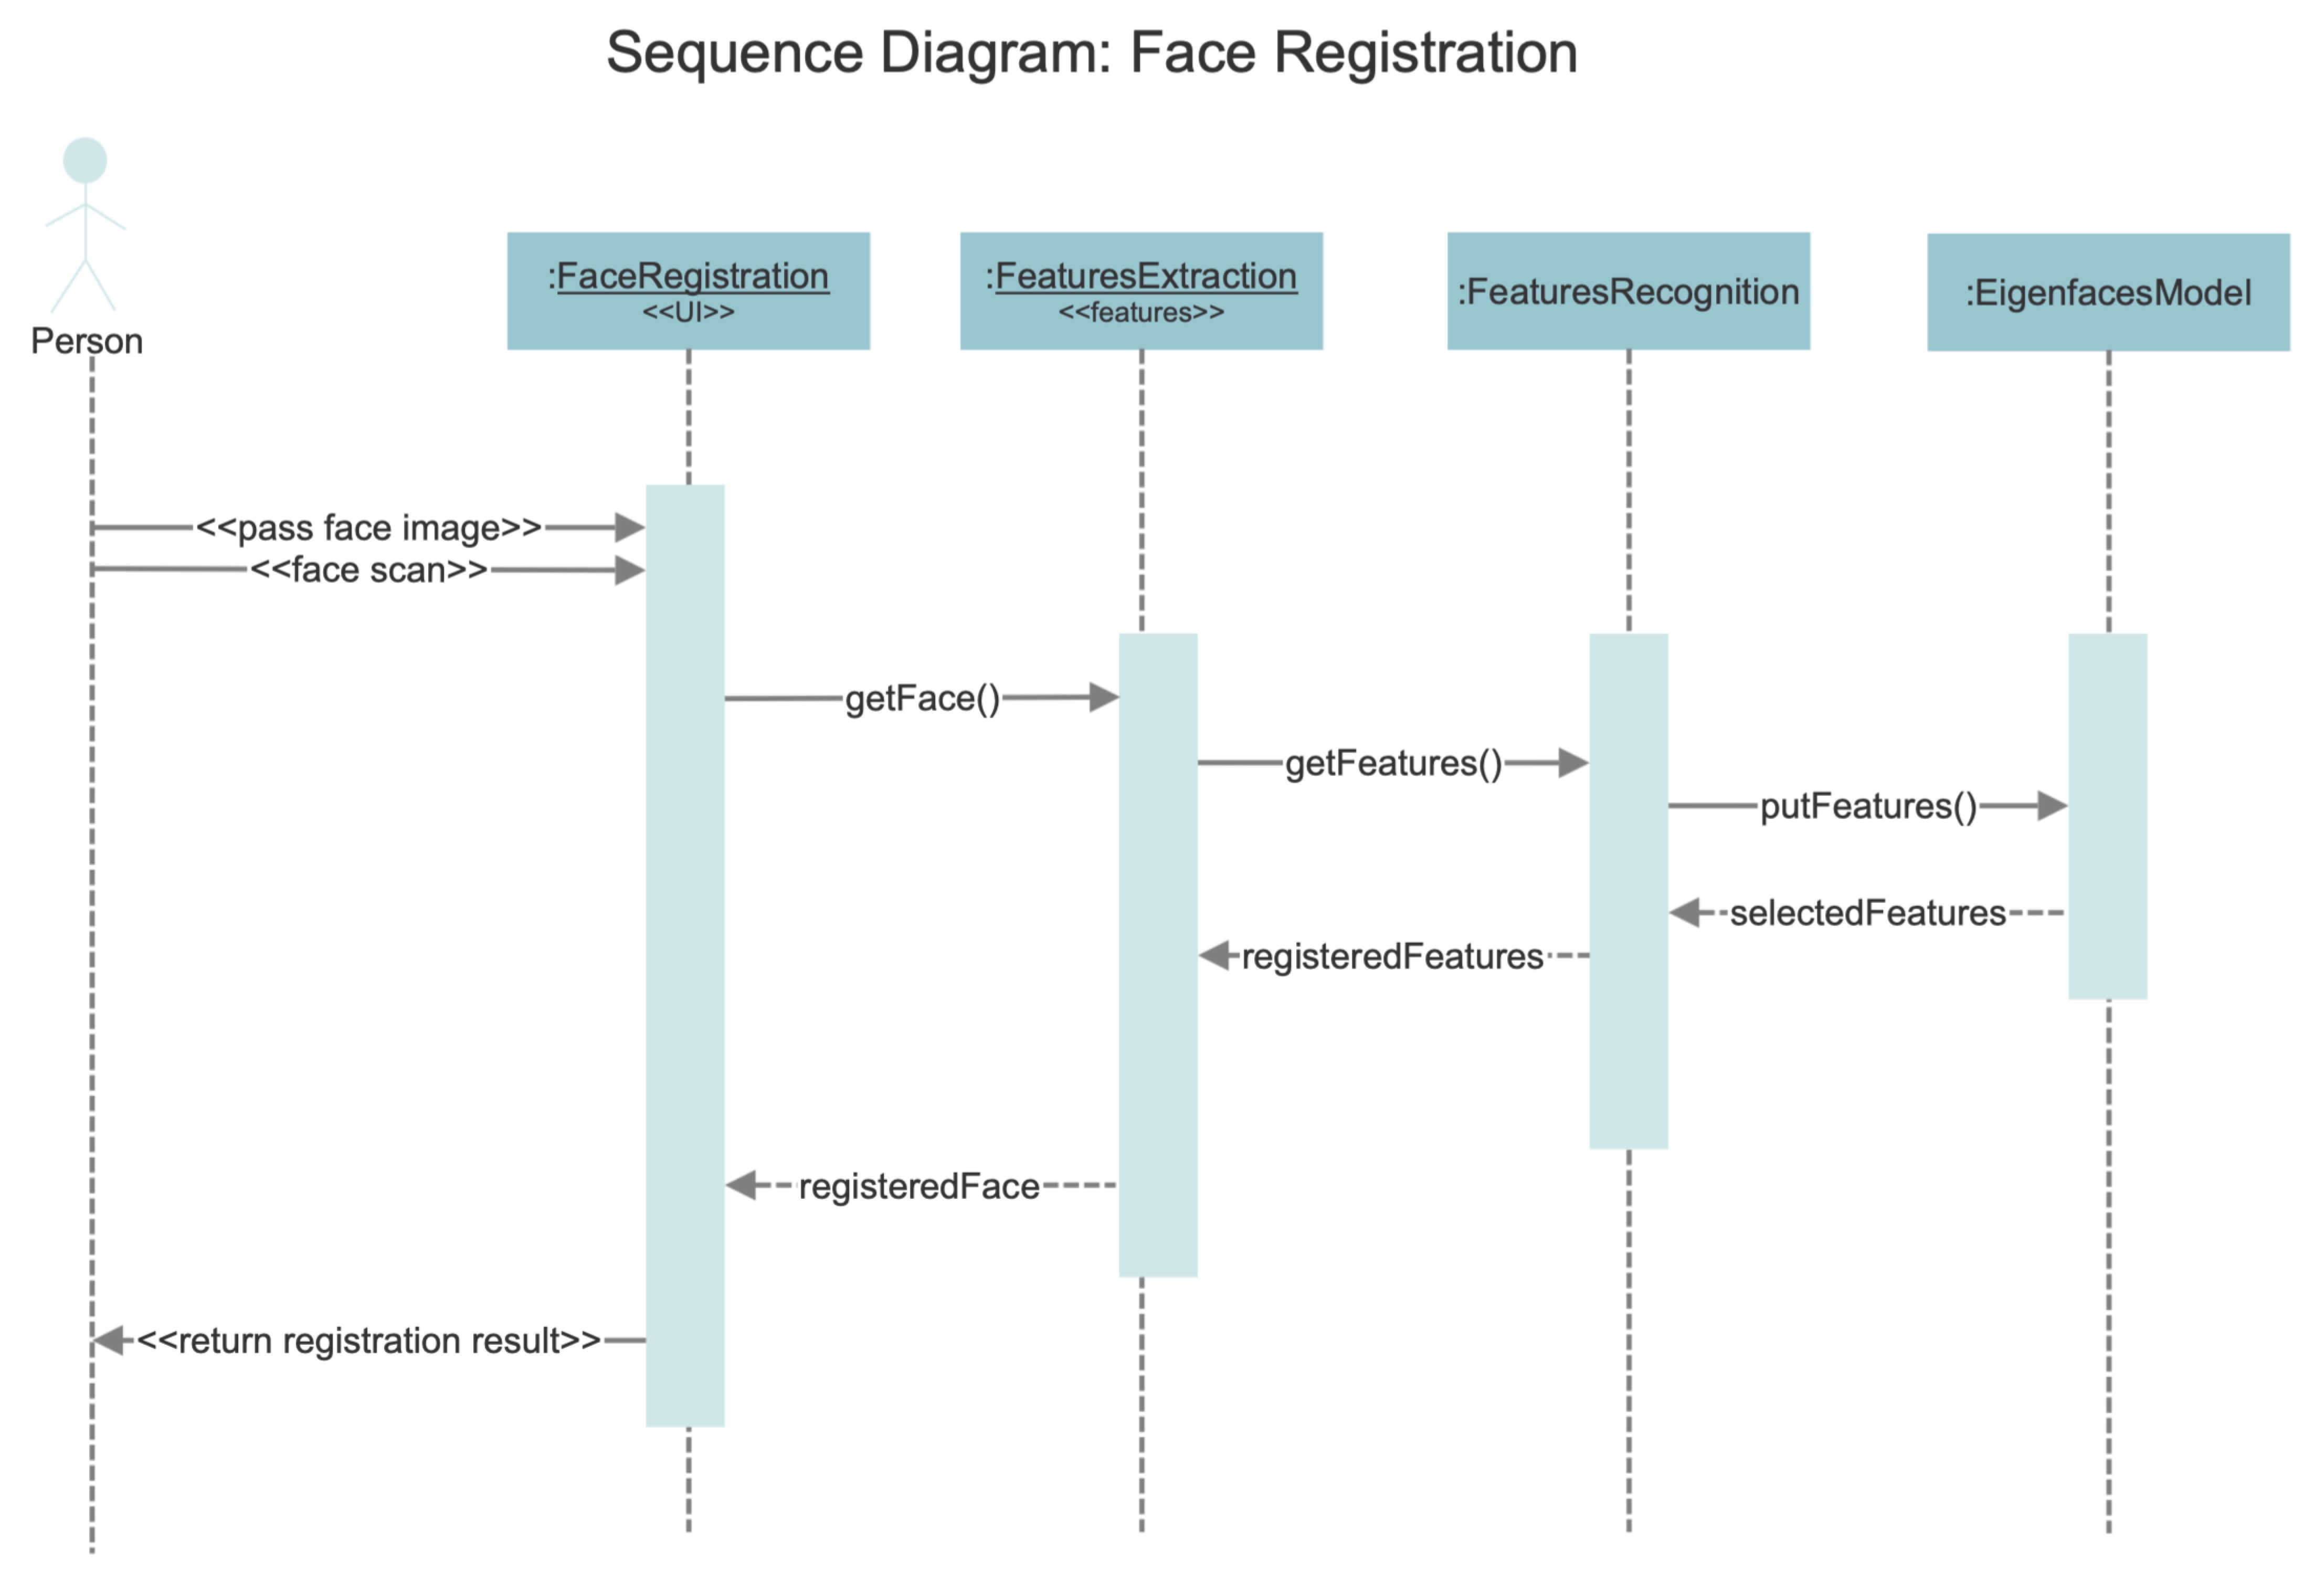 Sequence Diagram: Face Registration
Person
:FaceRegistration
<<UI>>
:FeaturesExtraction
<<features>>
:FeaturesRecognition
:EigenfacesModel
<<pass face image>>
<<face scan>>
getFace()
getFeatures()
putFeatures()
selectedFeatures
registeredFeatures
registeredFace
<<return registration result>>